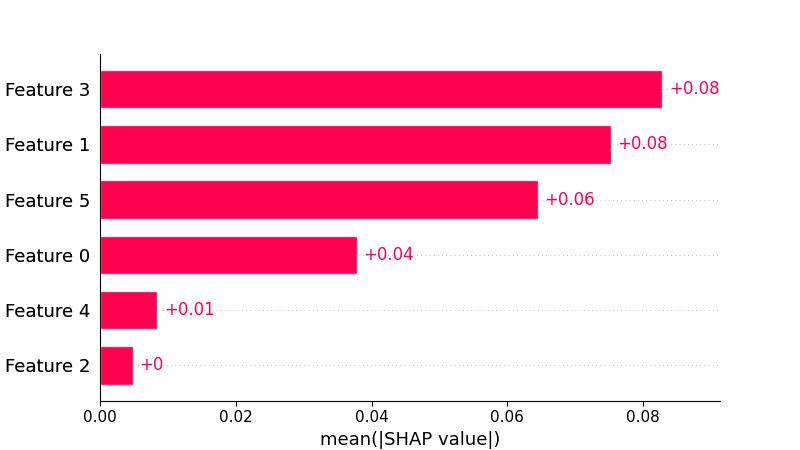 Feature 3 +0.08
Feature 1 +0.08
Feature 5 +0.06
Feature 0 +0.04
Feature 4 +0.01
Feature 2 +0
0.00 0.02 0.04 0.06 0.08
mean(|SHAP value|)